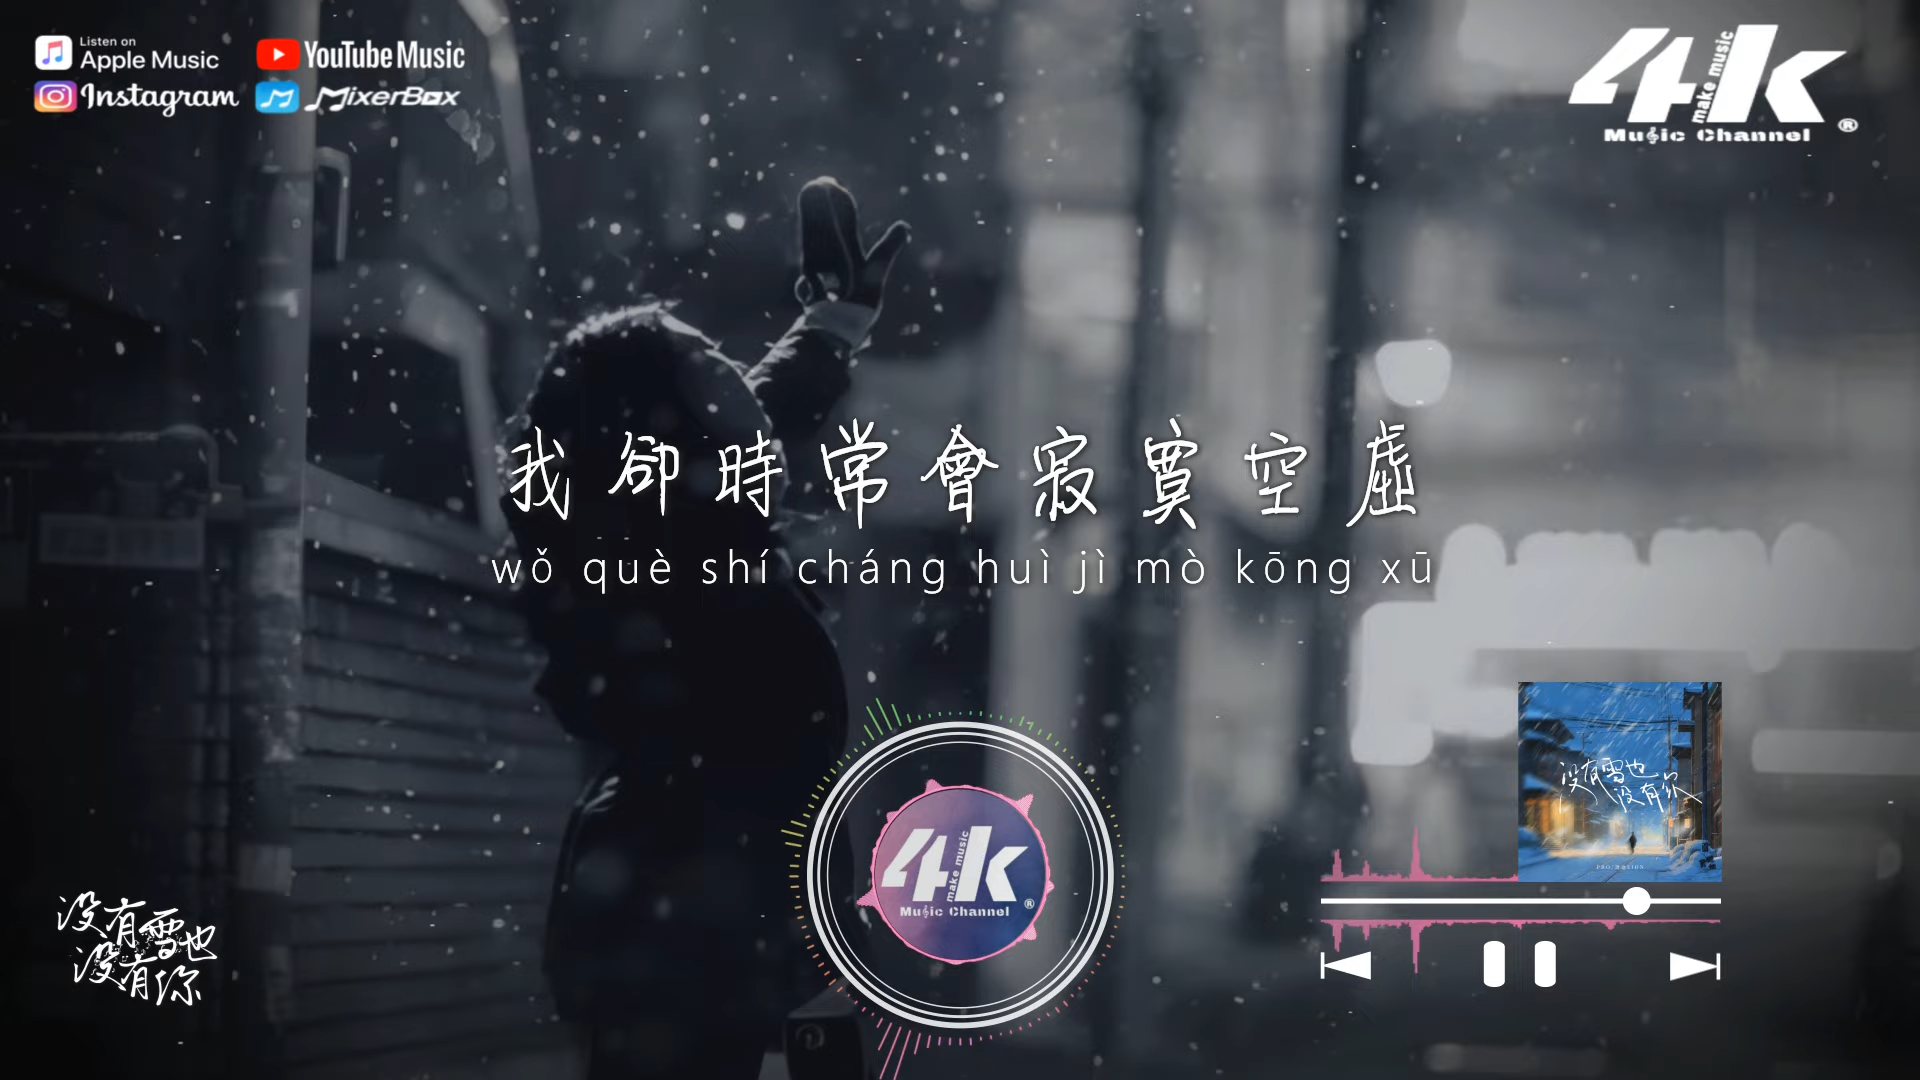 Listen on
Apple Music
YouTube Music
Instagram
MixerBox
4k
make music
Music Channel ®
我卻時常會寂寞空虛
wǒ què shí cháng huì jì mò kōng xū
没有雪也
没有你
PRO.
4k
make music
Music Channel ®
没有雪也
没有你